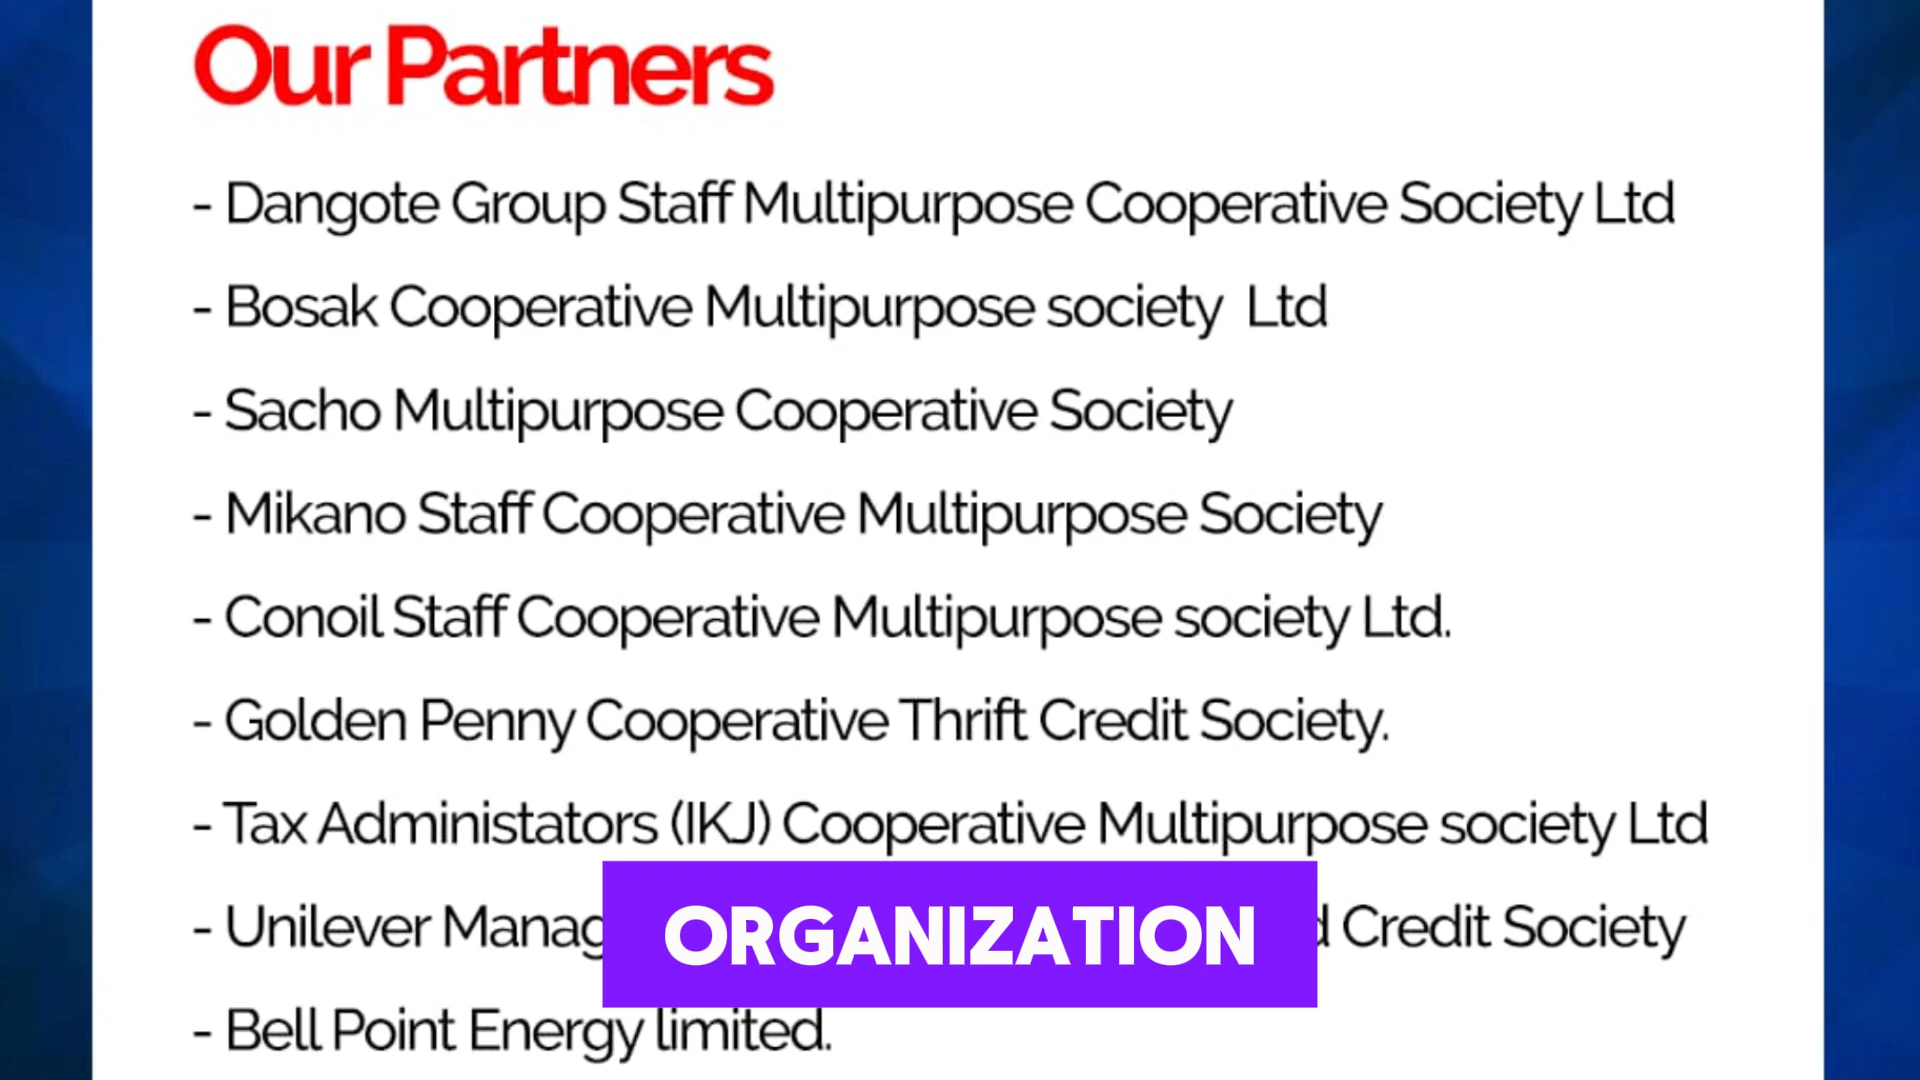 Our Partners
- Dangote Group Staff Multipurpose Cooperative Society Ltd
- Bosak Cooperative Multipurpose society Ltd
- Sacho Multipurpose Cooperative Society
- Mikano Staff Cooperative Multipurpose Society
- Conoil Staff Cooperative Multipurpose society Ltd.
- Golden Penny Cooperative Thrift Credit Society.
- Tax Administators (IKJ) Cooperative Multipurpose society Ltd
- Unilever Credit Society
ORGANIZATION
- Bell Point Energy limited.